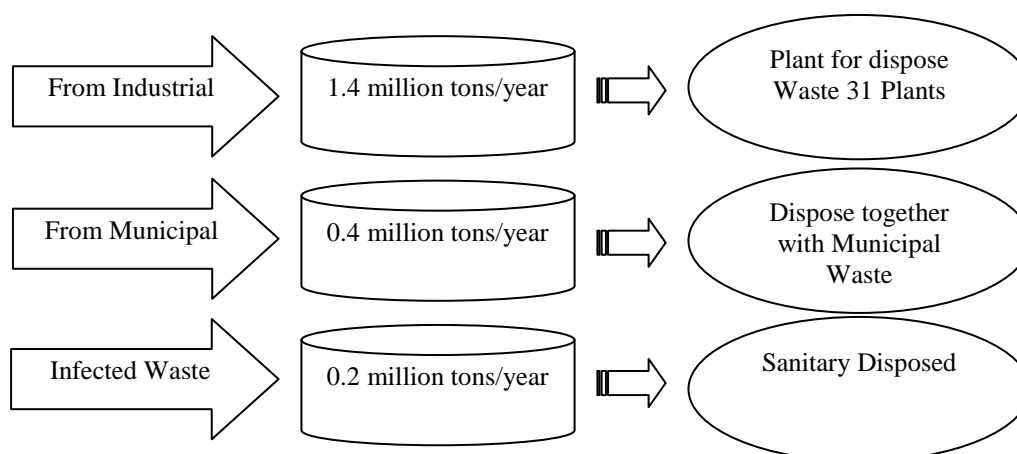 From Industrial
1.4 million tons/year
Plant for dispose
Waste 31 Plants
From Municipal
0.4 million tons/year
Dispose together
with Municipal
Waste
Infected Waste
0.2 million tons/year
Sanitary Disposed